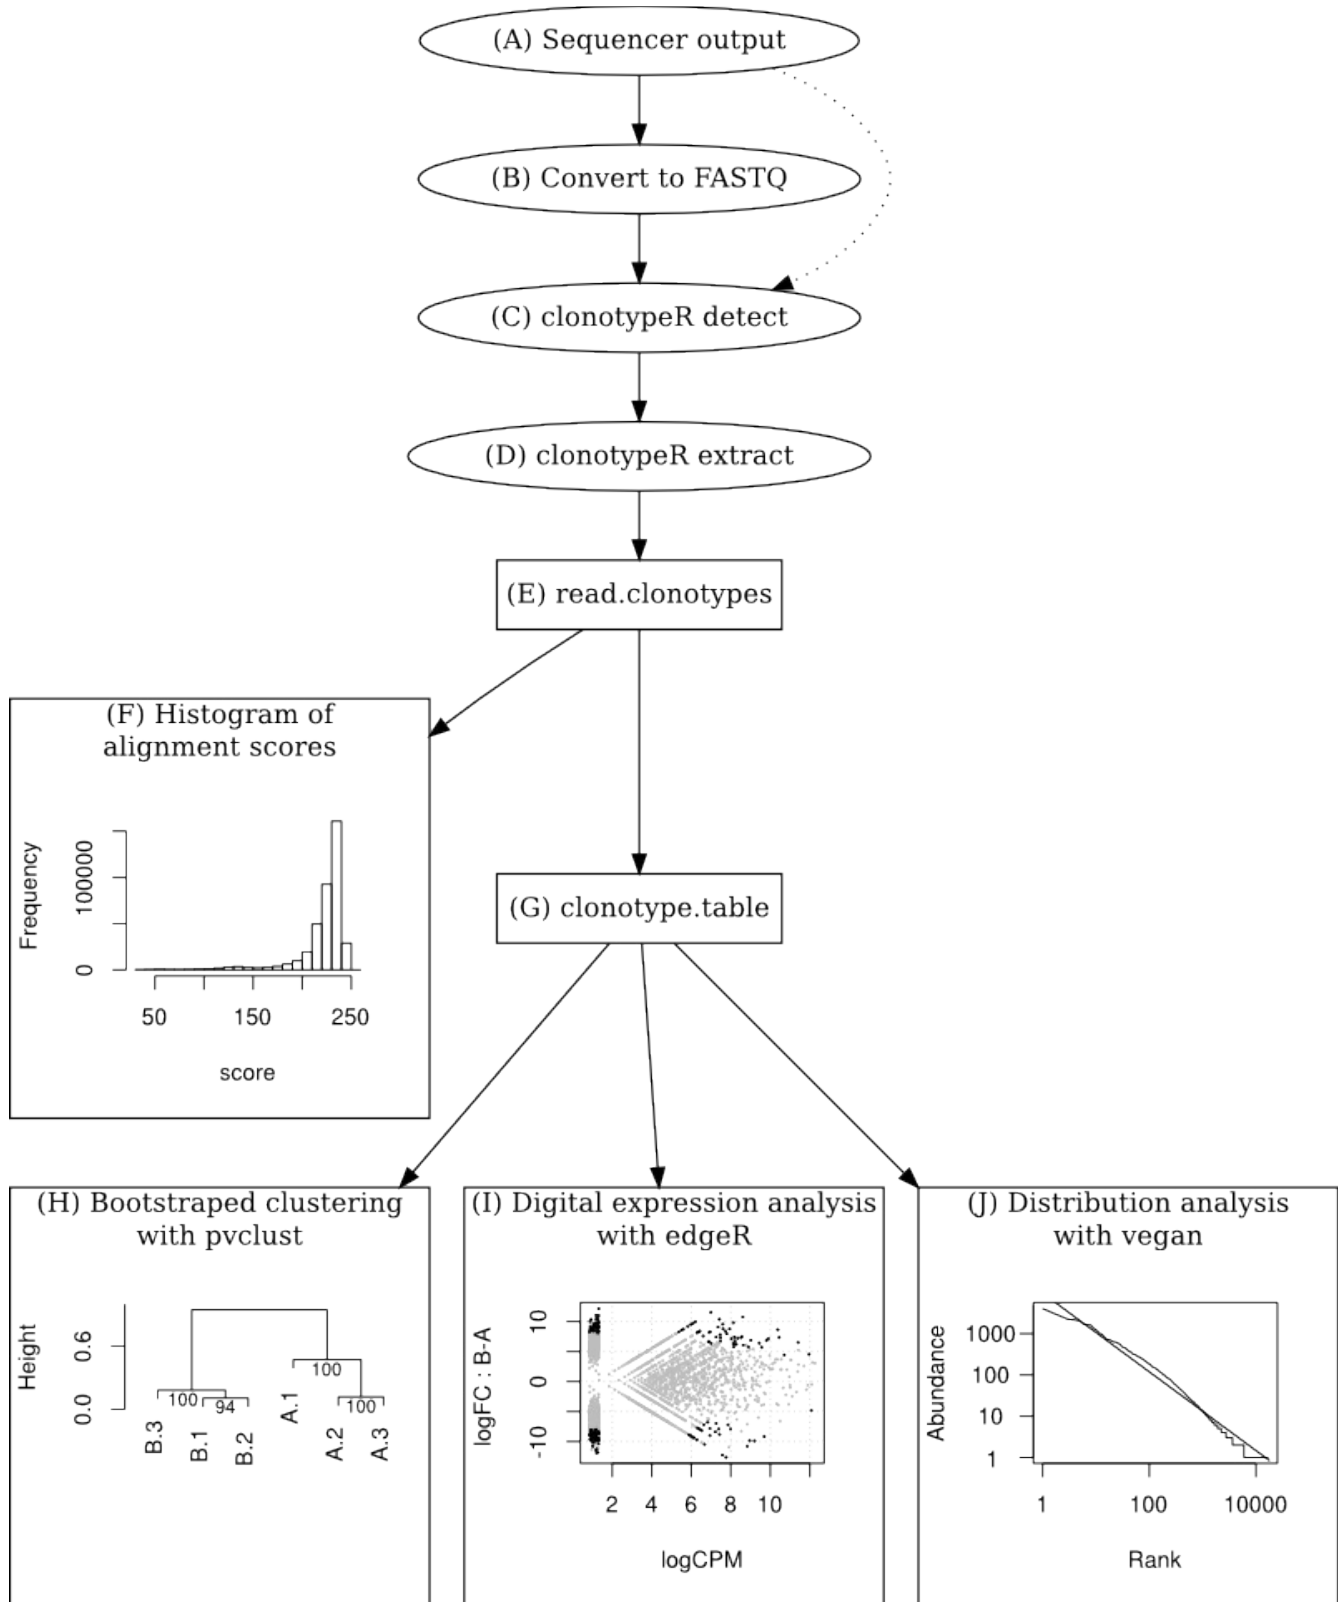 (A) Sequencer output
(B) Convert to FASTQ
(C) clonotypeR detect
(D) clonotypeR extract
(E) read.clonotypes
(F) Histogram of
alignment scores
Frequency
100000
0
50 150 250
score
(G) clonotype.table
(H) Bootstraped clustering
with pvclust
Height
0.6
0.0
100
100
94
100
B.3
B.1
B.2
A.1
A.2
A.3
(I) Digital expression analysis
with edgeR
logFC : B-A
10
5
0
-10
2 4 6 8 10
logCPM
(J) Distribution analysis
with vegan
Abundance
1000
100
10
1
1 100 10000
Rank